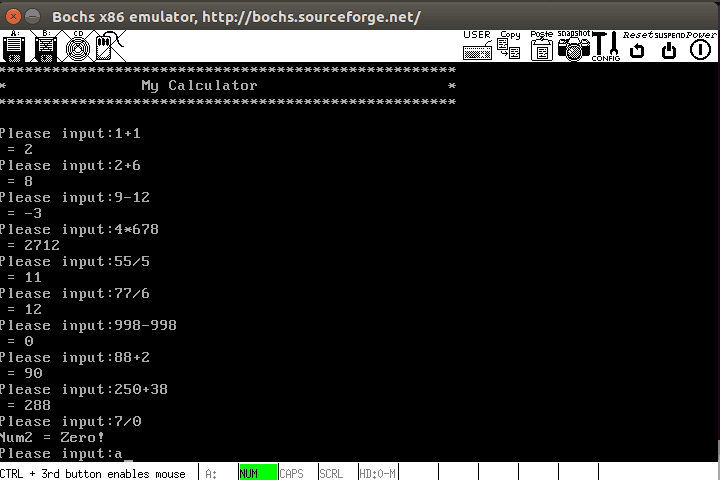 Bochs x86 emulator, http://bochs.sourceforge.net/
A: B: CD USER Copy Paste Snapshot CONFIG Reset SUSPEND Power
**************************************************
* My Calculator *
**************************************************
Please input:1+1
= 2
Please input:2+6
= 8
Please input:9-12
= -3
Please input:4*678
= 2712
Please input:55/5
= 11
Please input:77/6
= 12
Please input:998-998
= 0
Please input:88+2
= 90
Please input:250+38
= 288
Please input:7/0
Num2 = Zero!
Please input:a_
CTRL + 3rd button enables mouse A: NUM CAPS SCRL HD:0-M